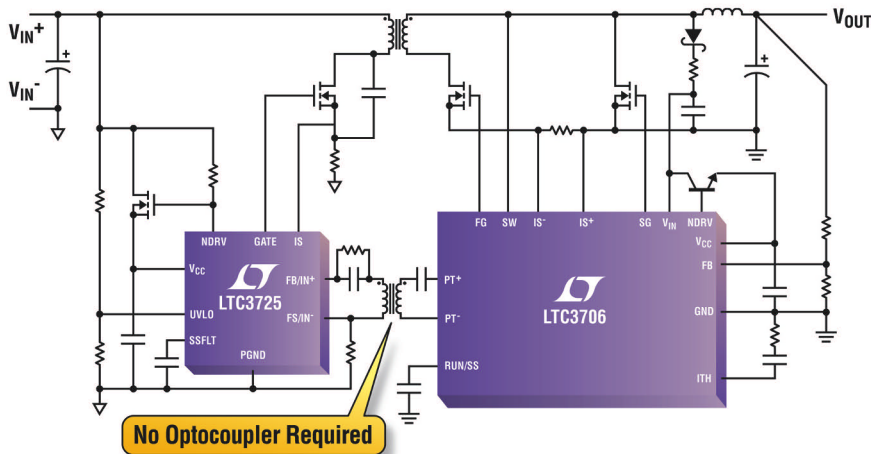 VIN+
VIN-
VOUT
NDRV
GATE
IS
VCC
FB/IN+
LTC3725
UVLO
FS/IN-
SSFLT
PGND
FG
SW
IS-
IS+
SG
VIN
NDRV
VCC
FB
PT+
LTC3706
PT-
GND
RUN/SS
ITH
No Optocoupler Required